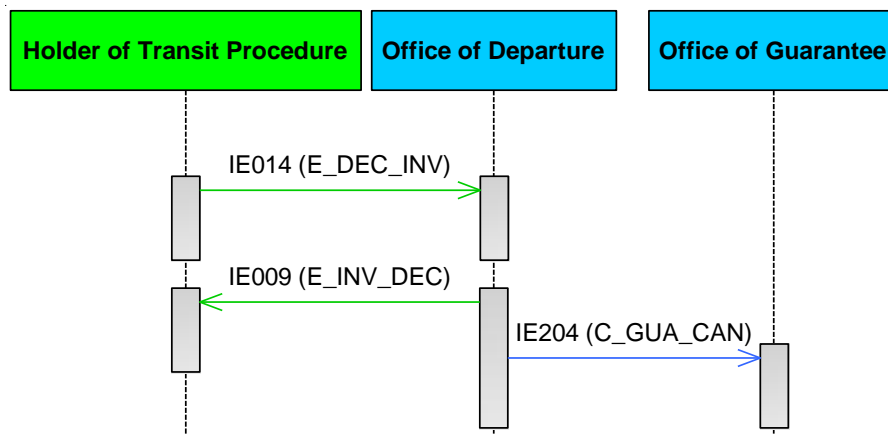 Holder of Transit Procedure
Office of Departure
Office of Guarantee
IE014 (E_DEC_INV)
IE009 (E_INV_DEC)
IE204 (C_GUA_CAN)